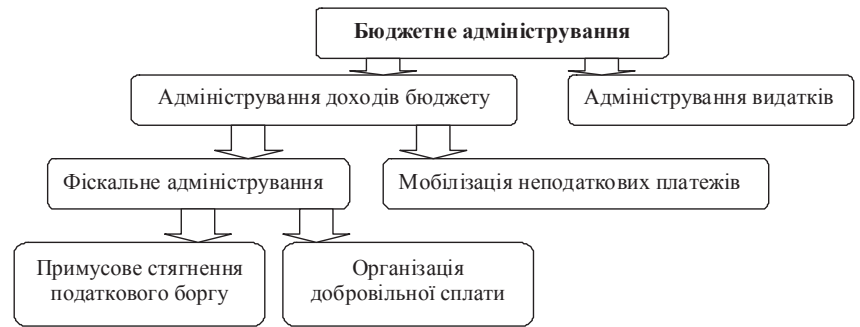 Бюджетне адміністрування
Адміністрування доходів бюджету
Адміністрування видатків
Фіскальне адміністрування
Мобілізація неподаткових платежів
Примусове стягнення
податкового боргу
Організація
добровільної сплати